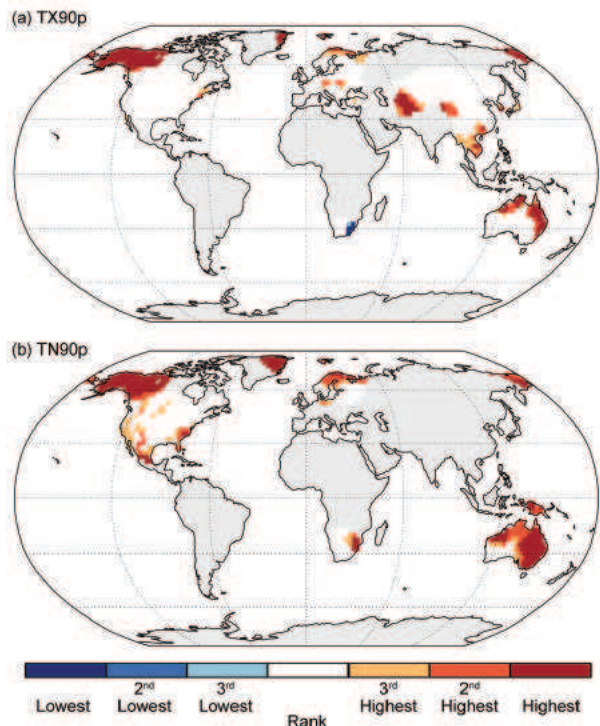 (a) TX90p
(b) TN90p
2nd 3rd 3rd 2nd
Lowest Lowest Lowest Highest Highest Highest
Rank